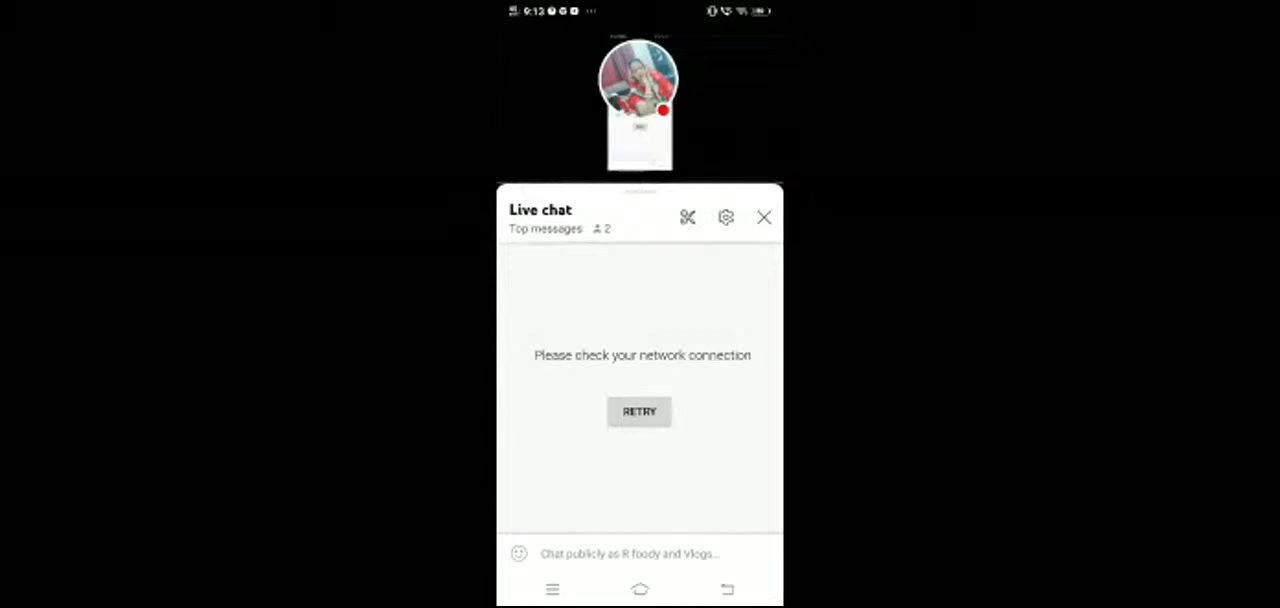 9:13
Live chat
Top messages 2
Please check your network connection
RETRY
Chat publicly as R foody and Vlogs...